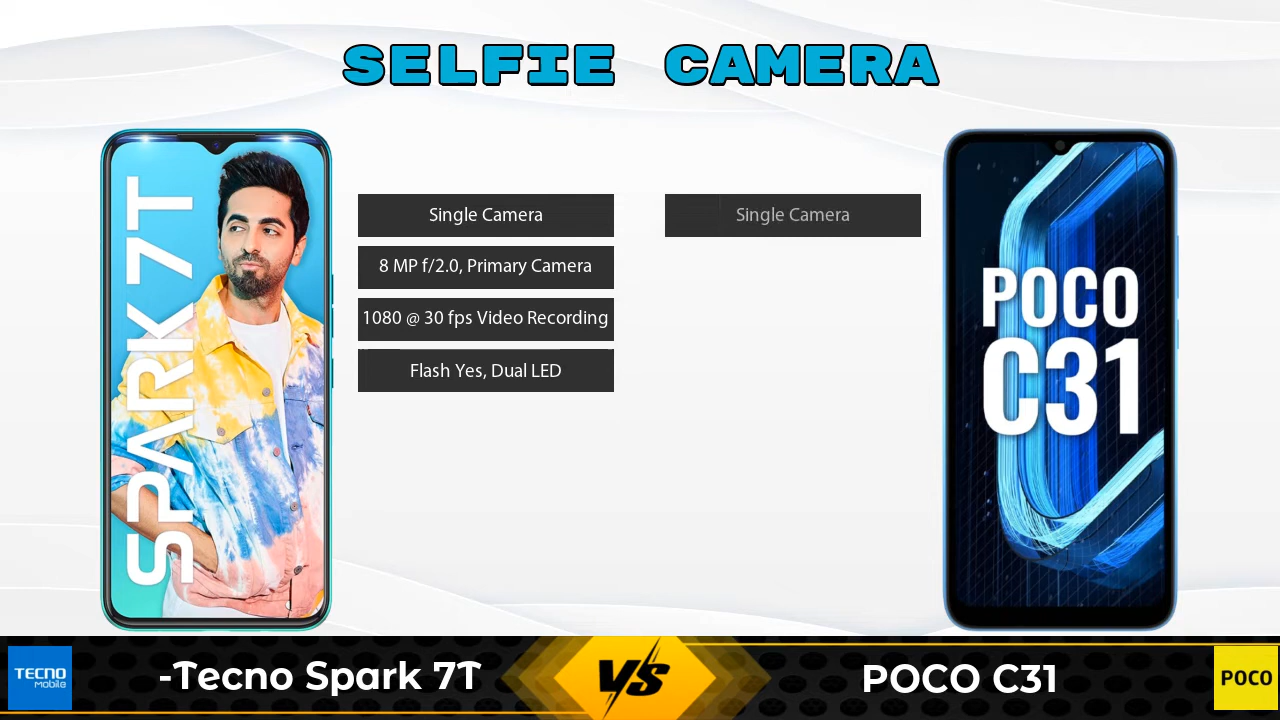 SELFIE CAMERA
SPARK 7T
Single Camera
8 MP f/2.0, Primary Camera
1080 @ 30 fps Video Recording
Flash Yes, Dual LED
Single Camera
POCO
C31
TECNO
mobile
-Tecno Spark 7T
VS
POCO C31
POCO